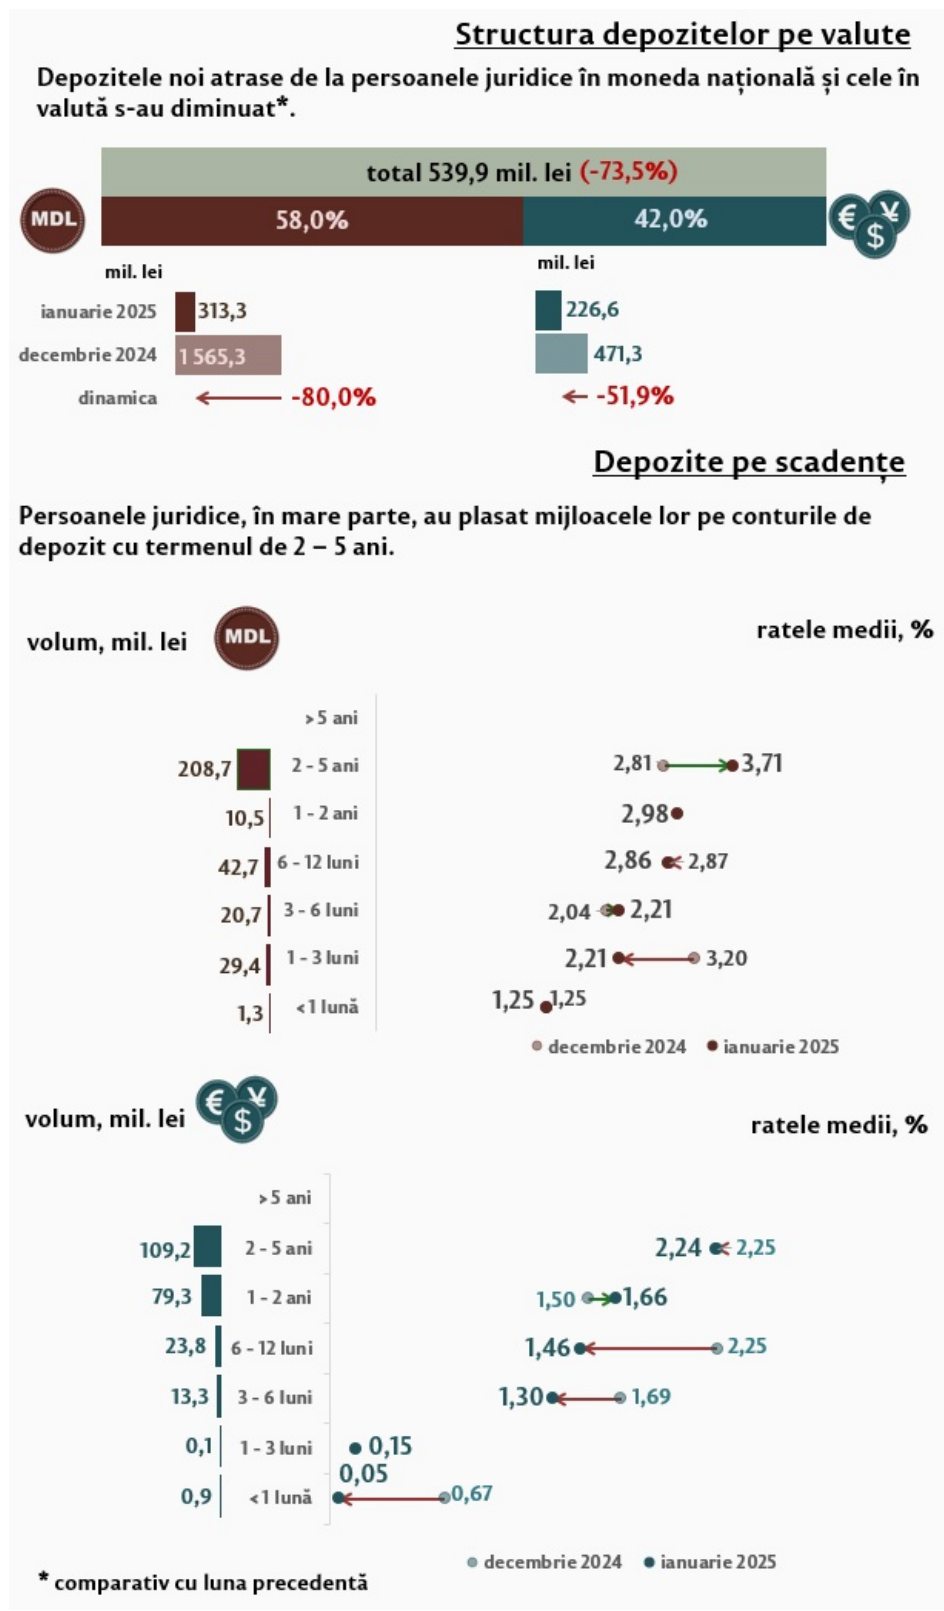 Structura depozitelor pe valute
Depozitele noi atrase de la persoanele juridice în moneda națională și cele în
valută s-au diminuat*.
total 539,9 mil. lei (-73,5%)
MDL 58,0% 42,0% € ¥ $
mil. lei mil. lei
ianuarie 2025 313,3 226,6
decembrie 2024 1 565,3 471,3
dinamica -80,0% -51,9%
Depozite pe scadențe
Persoanele juridice, în mare parte, au plasat mijloacele lor pe conturile de
depozit cu termenul de 2 – 5 ani.
volum, mil. lei MDL ratele medii, %
> 5 ani
208,7 2 - 5 ani 2,81 3,71
10,5 1 - 2 ani 2,98
42,7 6 - 12 luni 2,86 2,87
20,7 3 - 6 luni 2,04 2,21
29,4 1 - 3 luni 2,21 3,20
1,3 < 1 lună 1,25 1,25
decembrie 2024 ianuarie 2025
volum, mil. lei € ¥ $ ratele medii, %
> 5 ani
109,2 2 - 5 ani 2,24 2,25
79,3 1 - 2 ani 1,50 1,66
23,8 6 - 12 luni 1,46 2,25
13,3 3 - 6 luni 1,30 1,69
0,1 1 - 3 luni 0,15
0,9 < 1 lună 0,05 0,67
decembrie 2024 ianuarie 2025
* comparativ cu luna precedentă